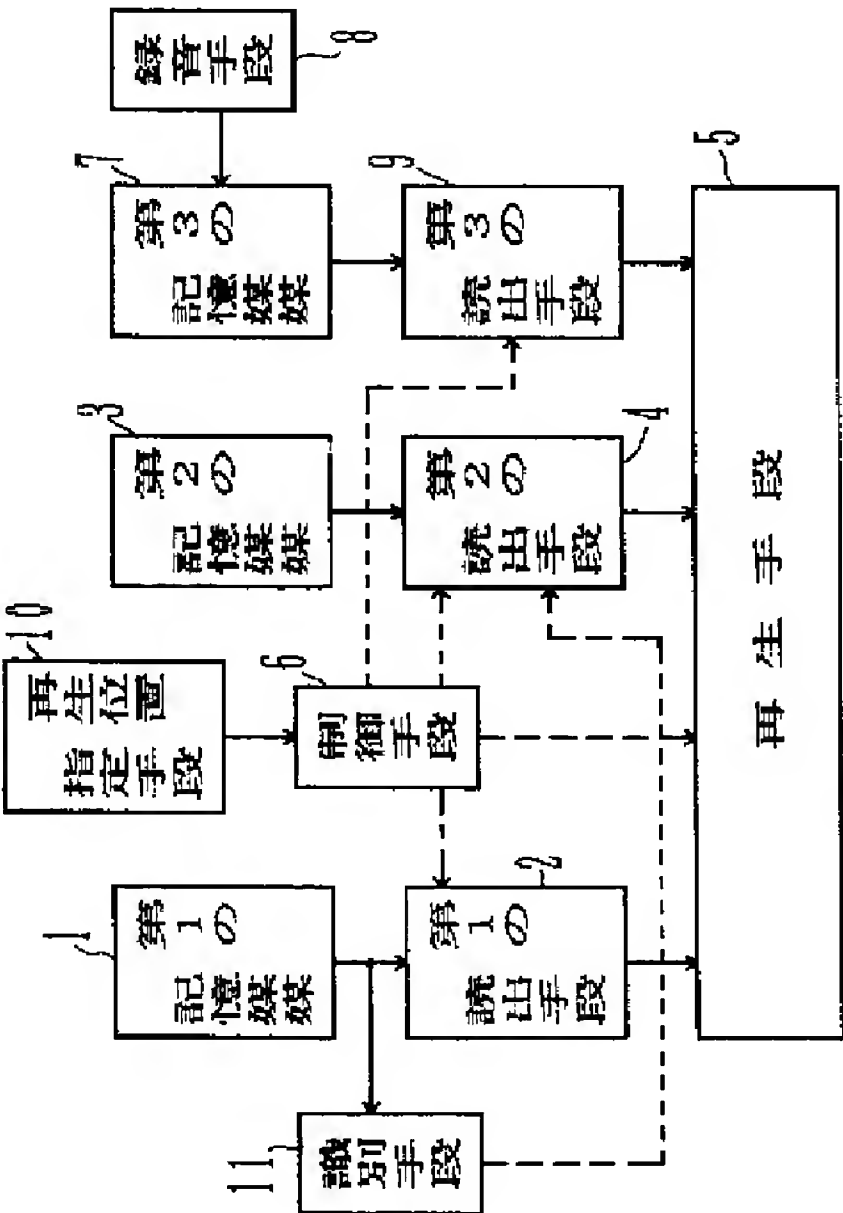 録音手段
8
7
第3の
記憶媒媒
9
第3の
読出手段
5
3
第2の
記憶媒媒
4
第2の
読出手段
10
再生位置
指定手段
6
制御手段
再生手段
1
第1の
記憶媒媒
2
第1の
読出手段
11
識別手段